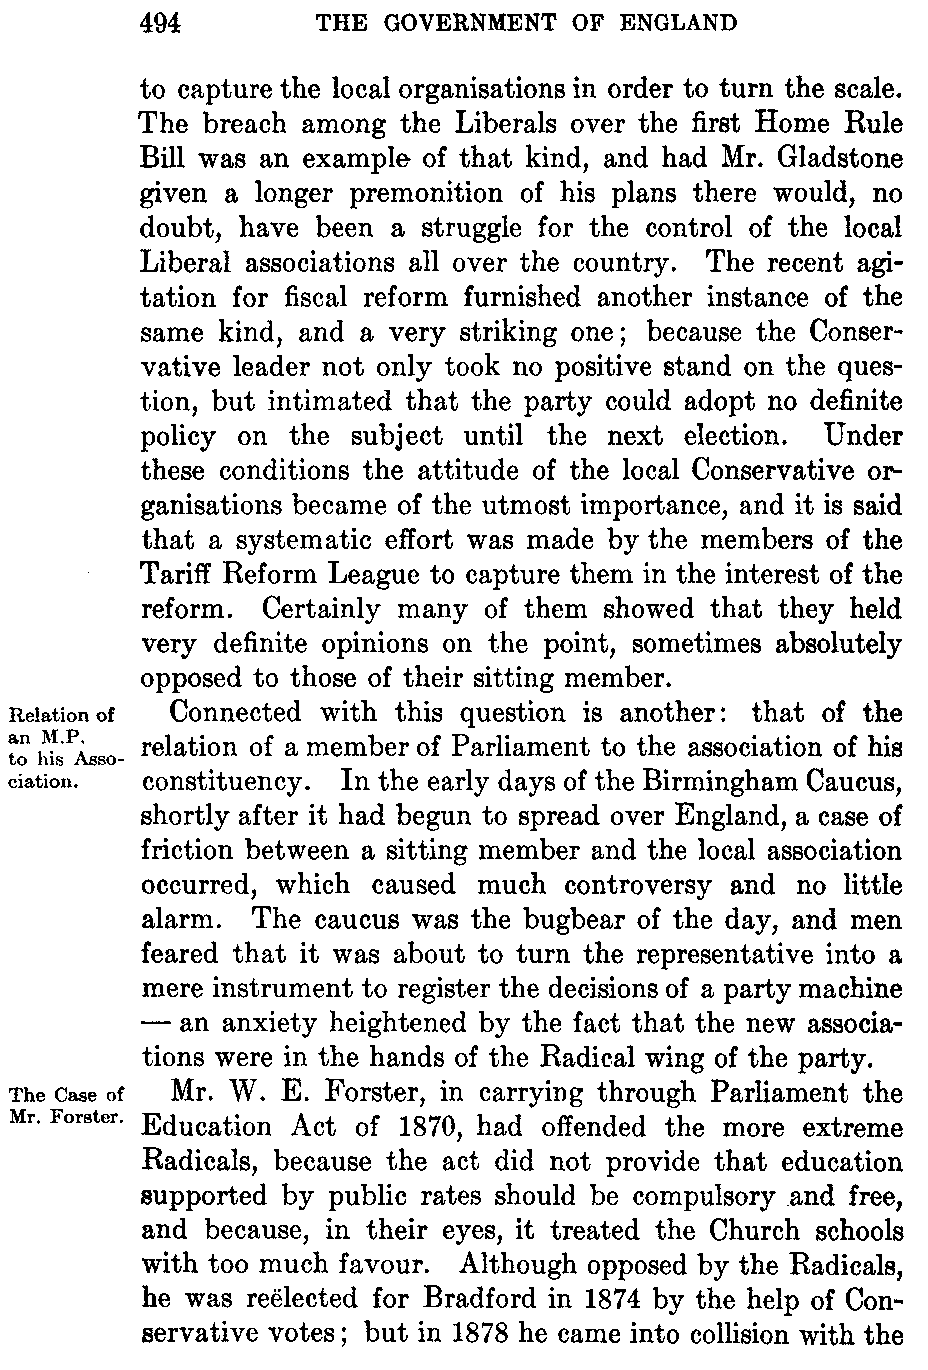 494 THE GOVERNMENT OF ENGLAND
to capture the local organisations in order to turn the scale.
The breach among the Liberals over the first Home Rule
Bill was an example of that kind, and had Mr. Gladstone
given a longer premonition of his plans there would, no
doubt, have been a struggle for the control of the local
Liberal associations all over the country. The recent agi-
tation for fiscal reform furnished another instance of the
same kind, and a very striking one; because the Conser-
vative leader not only took no positive stand on the ques-
tion, but intimated that the party could adopt no definite
policy on the subject until the next election. Under
these conditions the attitude of the local Conservative or-
ganisations became of the utmost importance, and it is said
that a systematic effort was made by the members of the
Tariff Reform League to capture them in the interest of the
reform. Certainly many of them showed that they held
very definite opinions on the point, sometimes absolutely
opposed to those of their sitting member.
Relation of
an M.P.
to his Asso-
ciation.
Connected with this question is another: that of the
relation of a member of Parliament to the association of his
constituency. In the early days of the Birmingham Caucus,
shortly after it had begun to spread over England, a case of
friction between a sitting member and the local association
occurred, which caused much controversy and no little
alarm. The caucus was the bugbear of the day, and men
feared that it was about to turn the representative into a
mere instrument to register the decisions of a party machine
— an anxiety heightened by the fact that the new associa-
tions were in the hands of the Radical wing of the party.
The Case of
Mr. Forster.
Mr. W. E. Forster, in carrying through Parliament the
Education Act of 1870, had offended the more extreme
Radicals, because the act did not provide that education
supported by public rates should be compulsory and free,
and because, in their eyes, it treated the Church schools
with too much favour. Although opposed by the Radicals,
he was reëlected for Bradford in 1874 by the help of Con-
servative votes; but in 1878 he came into collision with the